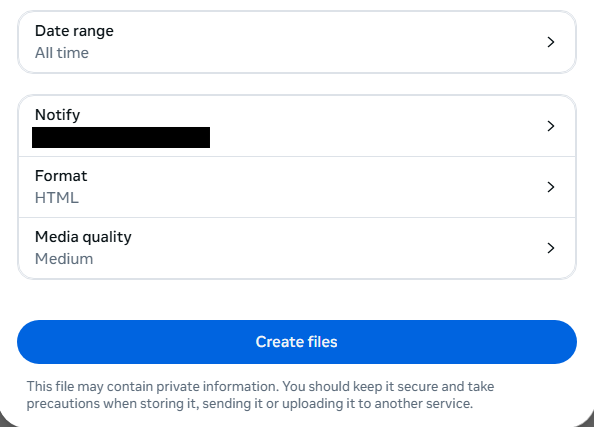 Date range
All time
Notify
Format
HTML
Media quality
Medium
Create files
This file may contain private information. You should keep it secure and take
precautions when storing it, sending it or uploading it to another service.